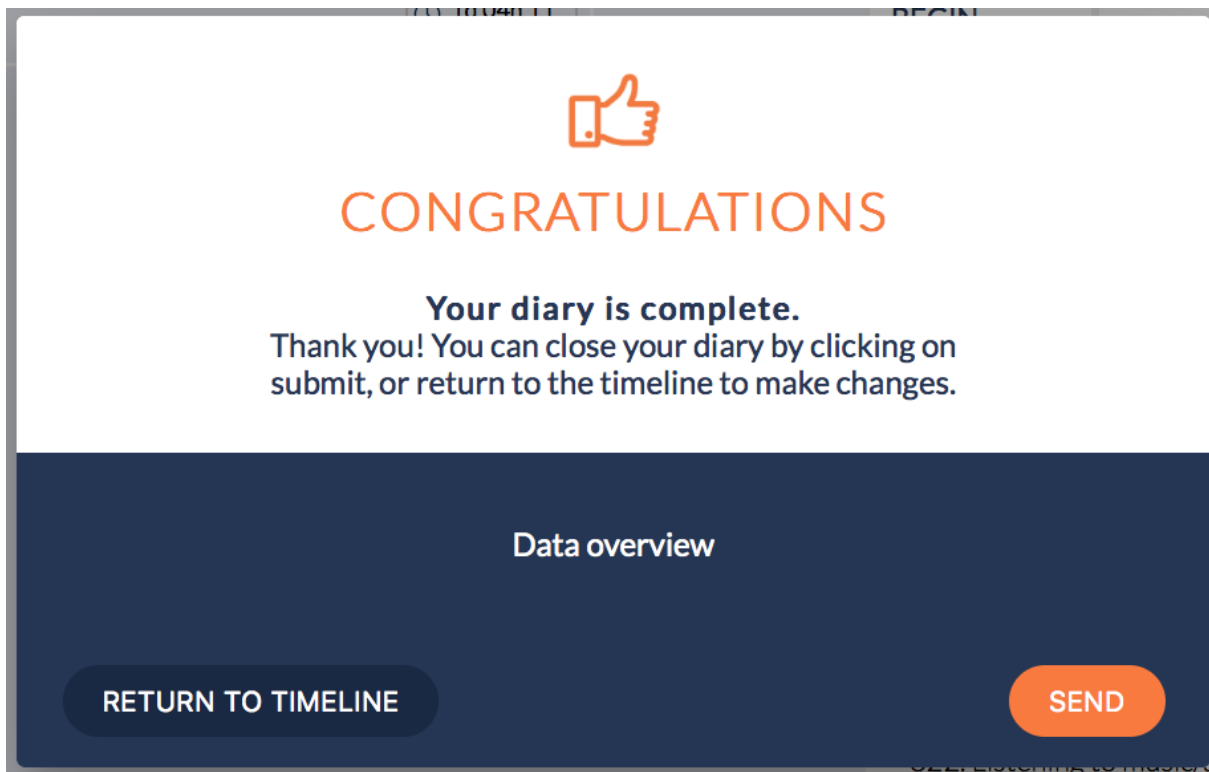 BEGIN
CONGRATULATIONS
Your diary is complete.
Thank you! You can close your diary by clicking on
submit, or return to the timeline to make changes.
Data overview
RETURN TO TIMELINE
SEND